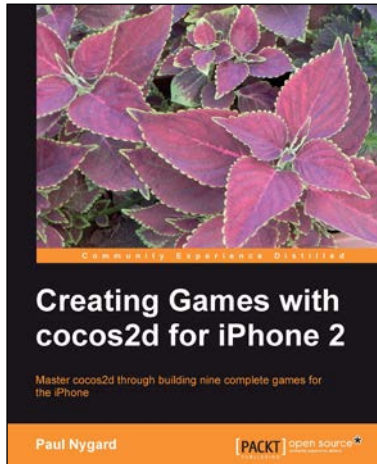 Community Experience Distilled
Creating Games with
cocos2d for iPhone 2
Master cocos2d through building nine complete games for
the iPhone
Paul Nygard
[PACKT] open source*
PUBLISHING